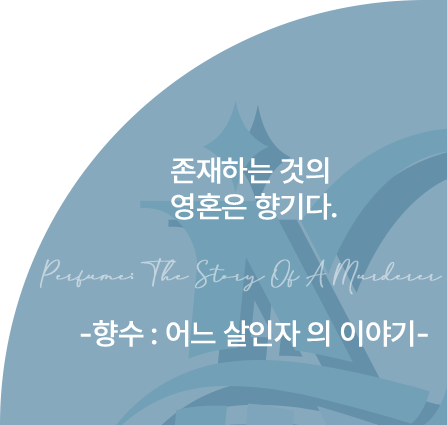 존재하는 것의
영혼은 향기다.
Perfume: The Story Of A Murderer
-향수 : 어느 살인자 의 이야기-